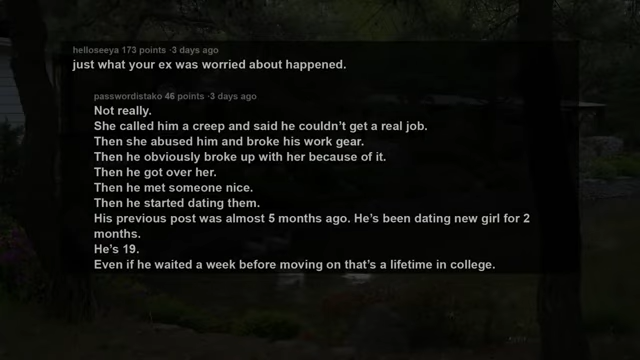 helloseeya 173 points ·3 days ago
just what your ex was worried about happened.
passwordistako 46 points ·3 days ago
Not really.
She called him a creep and said he couldn't get a real job.
Then she abused him and broke his work gear.
Then he obviously broke up with her because of it.
Then he got over her.
Then he met someone nice.
Then he started dating them.
His previous post was almost 5 months ago. He's been dating new girl for 2
months.
He's 19.
Even if he waited a week before moving on that's a lifetime in college.